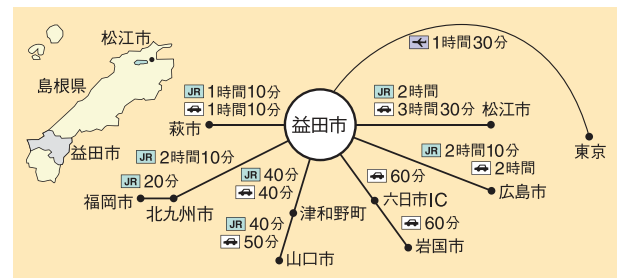 松江市
島根県
益田市
1時間30分
JR 1時間10分
1時間10分
萩市
益田市
JR 2時間
3時間30分
松江市
東京
JR 2時間10分
JR 20分
福岡市
北九州市
JR 40分
40分
津和野町
JR 40分
50分
山口市
60分
六日市IC
60分
岩国市
JR 2時間10分
2時間
広島市